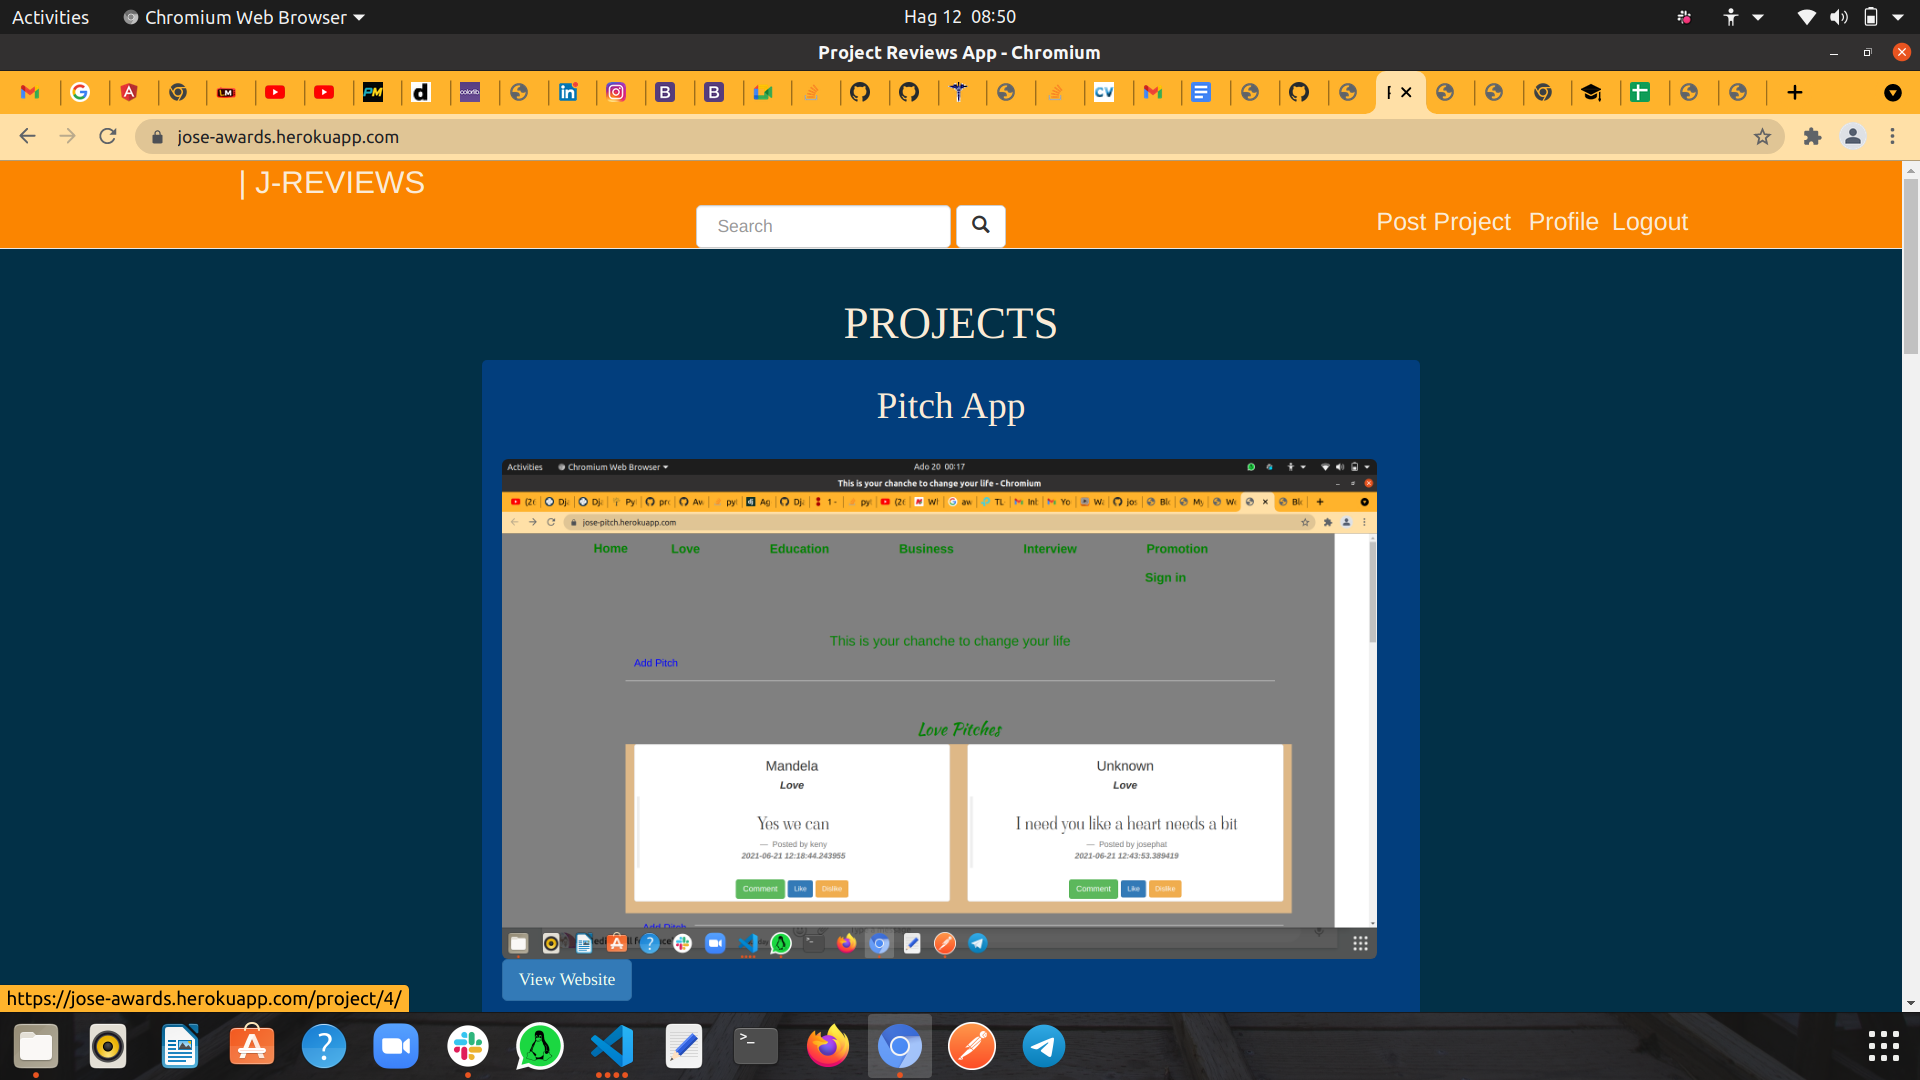 Activities Chromium Web Browser Hag 12 08:50
Project Reviews App - Chromium
jose-awards.herokuapp.com
| J-REVIEWS
Search Post Project Profile Logout
PROJECTS
Pitch App
Activities Chromium Web Browser Ado 20 00:17
This is your chanche to change your life - Chromium
jose-pitch.herokuapp.com
Home Love Education Business Interview Promotion
Sign in
This is your chanche to change your life
Add Pitch
Love Pitches
Mandela Unknown
Love Love
Yes we can I need you like a heart needs a bit
— Posted by keny — Posted by josephat
2021-06-21 12:18:44.243955 2021-06-21 12:43:53.389419
Comment Like Dislike Comment Like Dislike
Add Pitch
View Website
https://jose-awards.herokuapp.com/project/4/